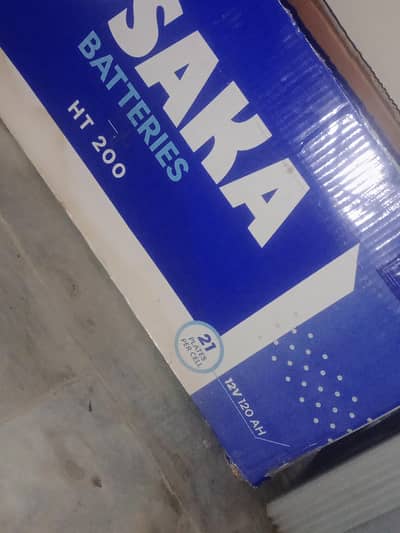 SAKA
BATTERIES
HT 200
21
PLATES
PER CELL
12V 120 AH